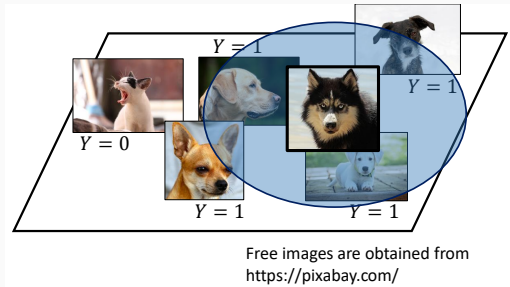 Y = 1
Y = 1
Y = 0
Y = 1
Y = 1
Free images are obtained from
https://pixabay.com/